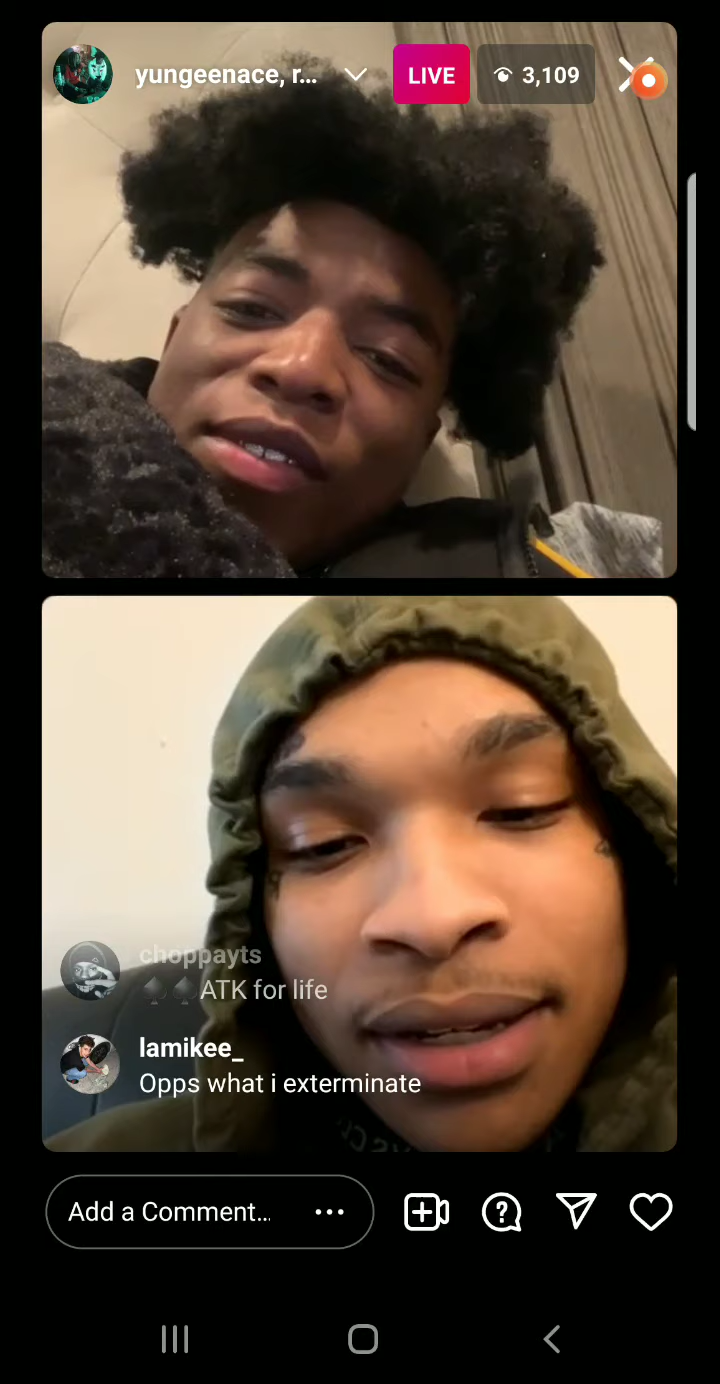 yungeenace, r...
LIVE
3,109
choppayts
♠️♠️ATK for life
lamikee_
Opps what i exterminate
Add a Comment...